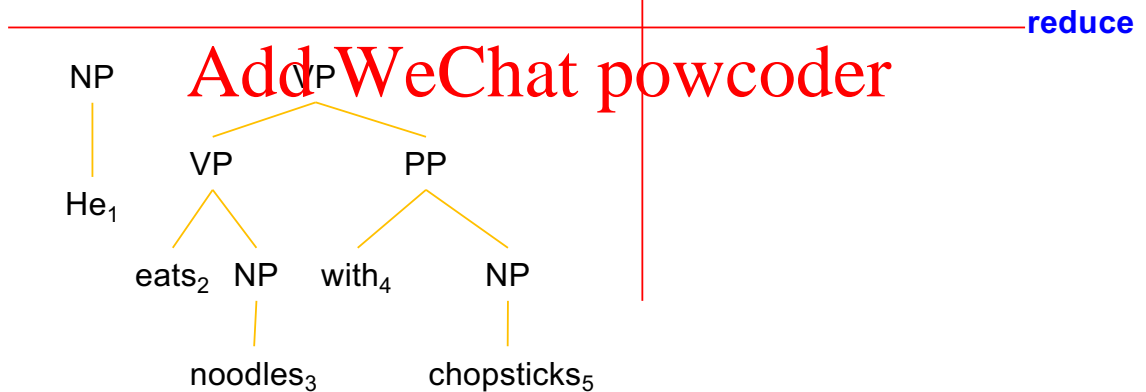 reduce
NP VP
Add WeChat powcoder
VP PP
He₁
eats₂ NP with₄ NP
noodles₃ chopsticks₅